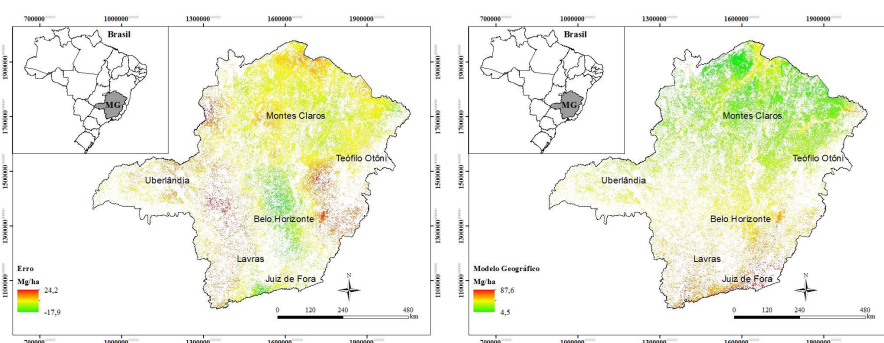 700000 1000000 1300000 1600000 1900000
Brasil
MG
Montes Claros
Teófilo Otôni
Uberlândia
Belo Horizonte
Lavras
Juiz de Fora
Erro
Mg/ha
24,2
-17,9
N
0 120 240 480
km
1900000
1700000
1500000
1300000
1100000
700000 1000000 1300000 1600000 1900000
700000 1000000 1300000 1600000 1900000
Brasil
MG
Montes Claros
Teófilo Otôni
Uberlândia
Belo Horizonte
Lavras
Juiz de Fora
Modelo Geográfico
Mg/ha
87,6
4,5
N
0 120 240 480
km
1900000
1700000
1500000
1300000
1100000
700000 1000000 1300000 1600000 1900000